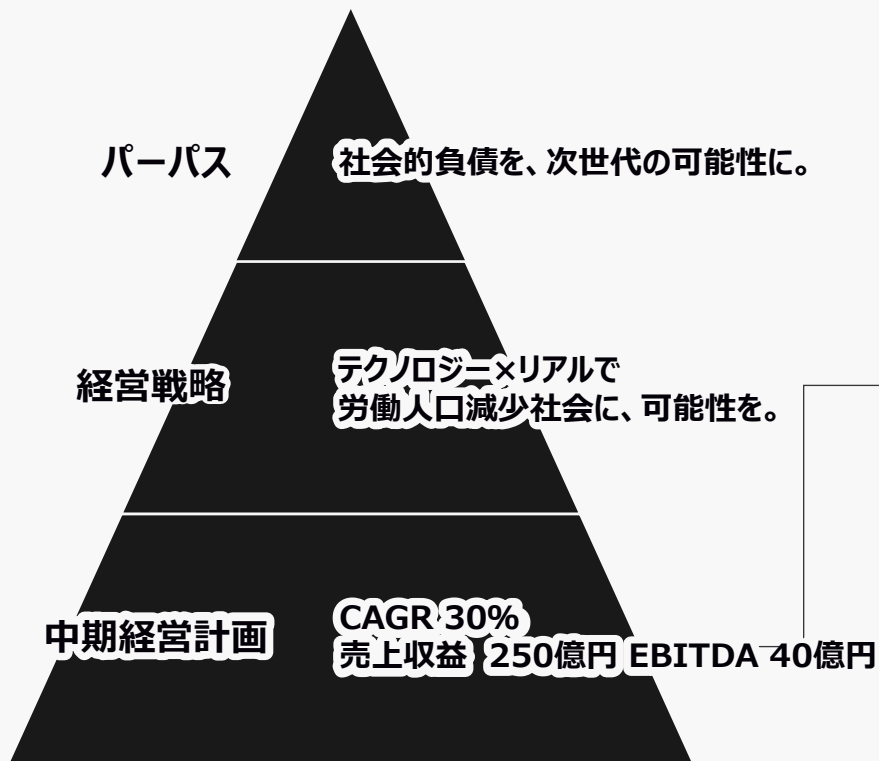 パーパス
社会的負債を、次世代の可能性に。
経営戦略
テクノロジー×リアルで
労働人口減少社会に、可能性を。
中期経営計画
CAGR 30%
売上収益 250億円 EBITDA 40億円